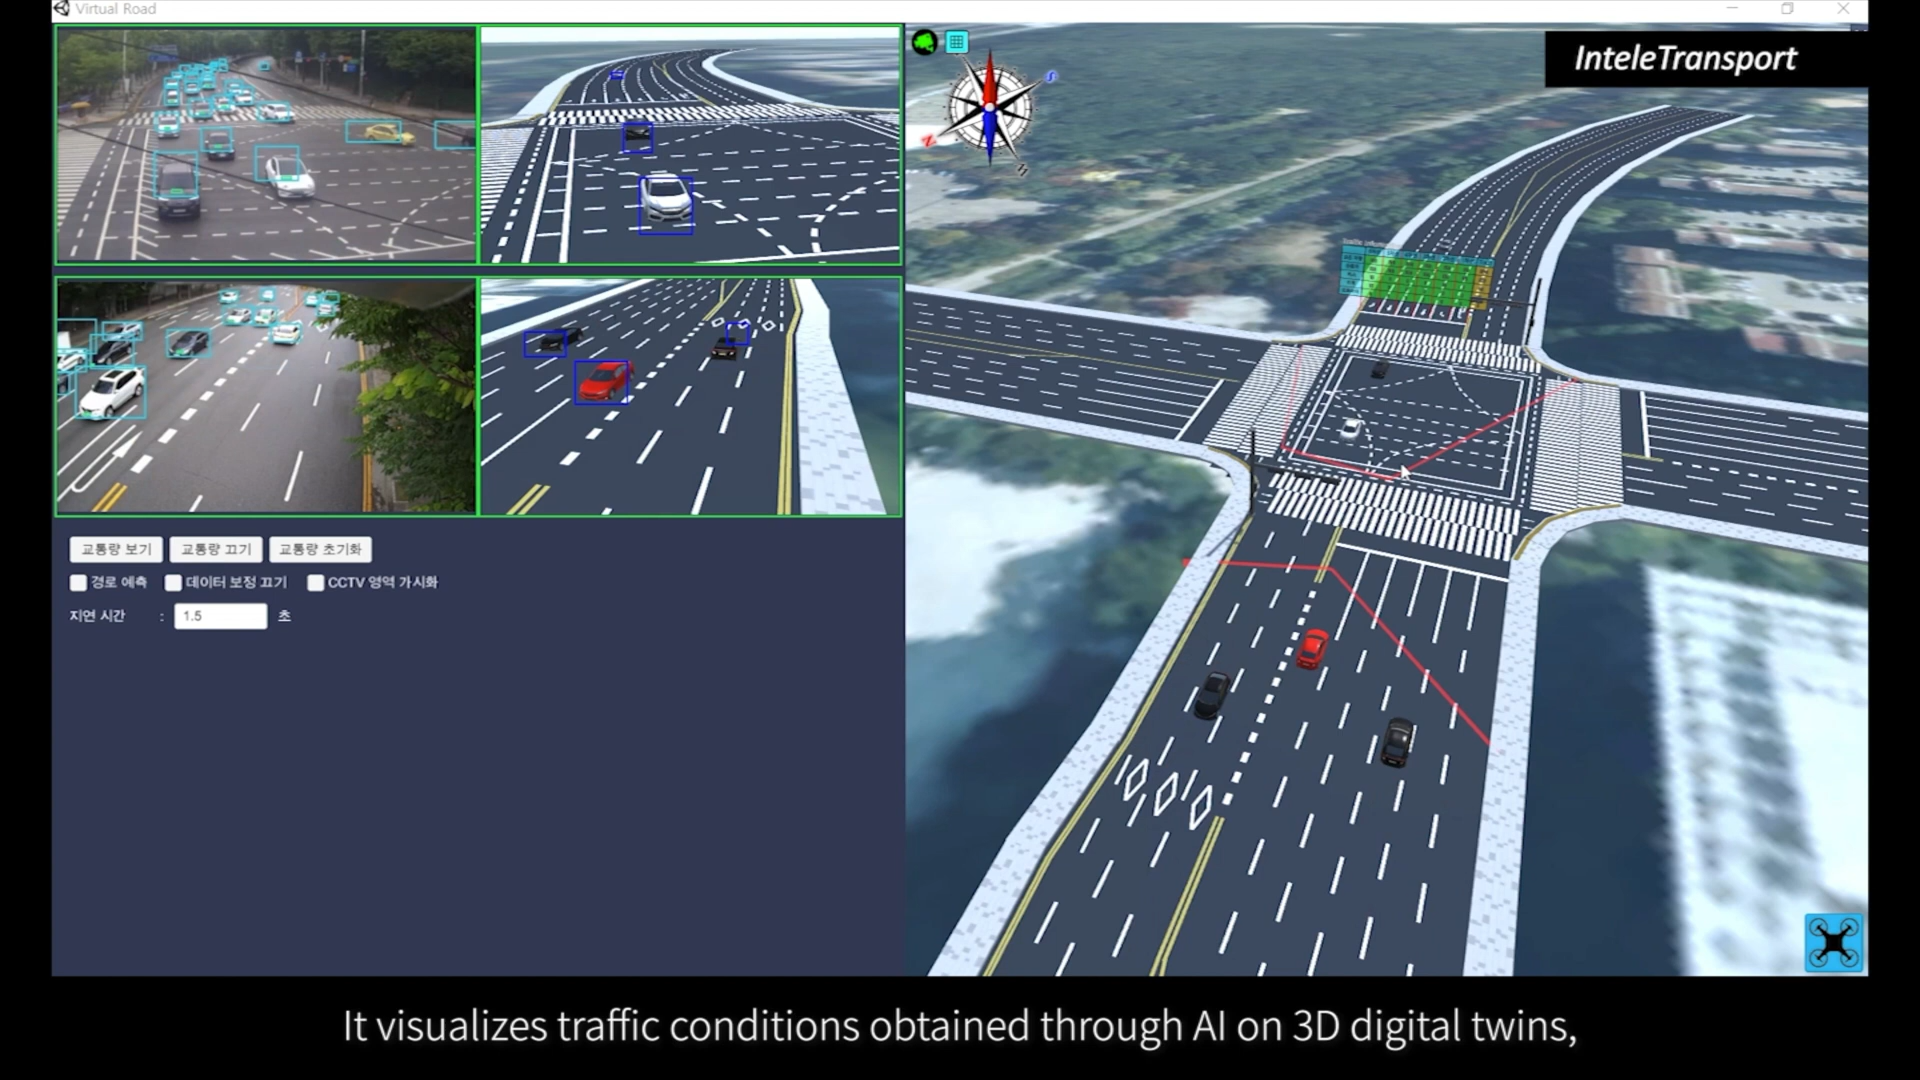 Virtual Road
InteleTransport
교통량 보기
교통량 끄기
교통량 초기화
경로 예측
데이터 보정 끄기
CCTV 영역 가시화
지연 시간 : 1.5 초
It visualizes traffic conditions obtained through AI on 3D digital twins,